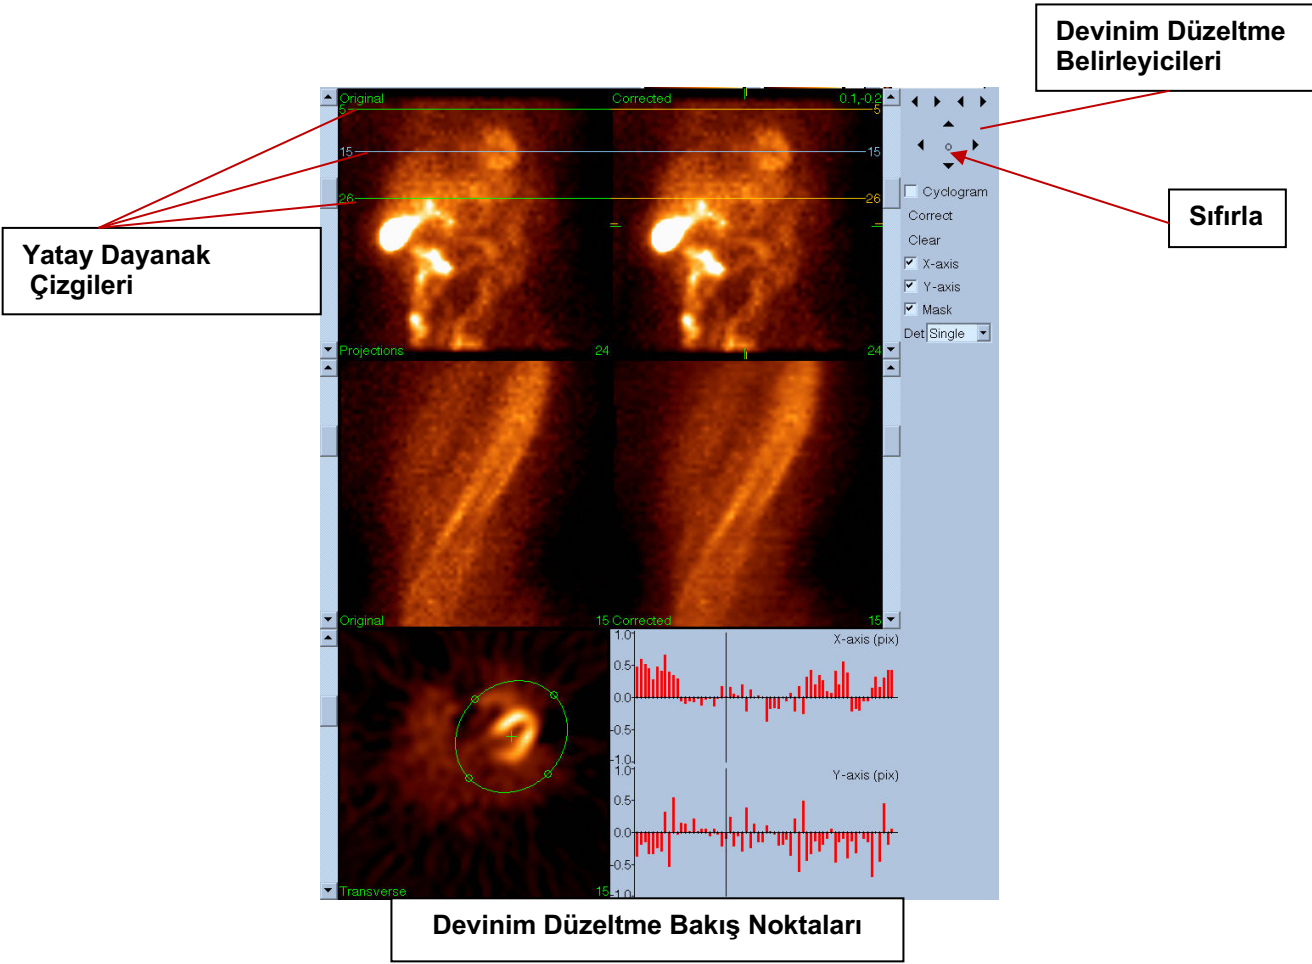 Devinim Düzeltme
Belirleyicileri
Original
Corrected
0.1,-0.2
5
5
15
15
26
26
Cyclogram
Correct
Clear
X-axis
Y-axis
Mask
Det Single
Sıfırla
Yatay Dayanak
Çizgileri
Projections
24
24
Original
15
Corrected
15
X-axis (pix)
1.0
0.5
0.0
-0.5
-1.0
Y-axis (pix)
1.0
0.5
0.0
-0.5
-1.0
Transverse
15
Devinim Düzeltme Bakış Noktaları